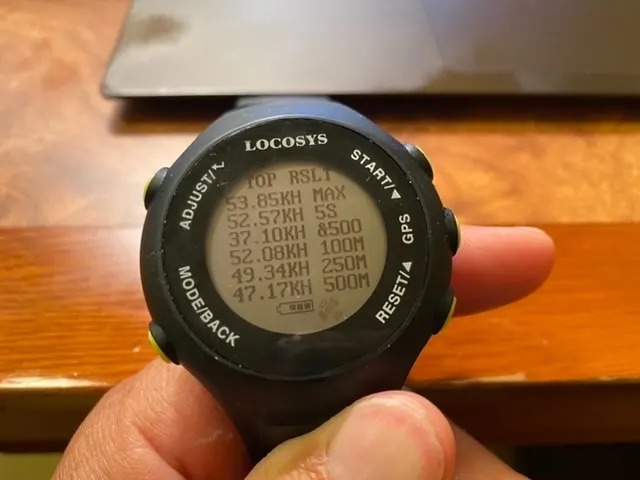 LOCOSYS
ADJUST/
START/▲
TOP RSLT
53.85KH MAX
52.57KH 5S
37.10KH &500
52.08KH 100M
49.34KH 250M
47.17KH 500M
GPS
MODE/BACK
RESET/▲